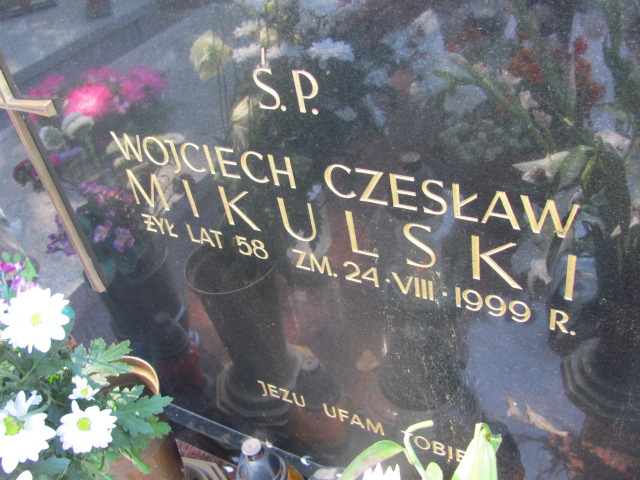 Ś.P.
WOJCIECH CZESŁAW
MIKULSKI
ŻYŁ LAT 58 ZM. 24·VIII·1999 R.
JEZU UFAM TOBIE